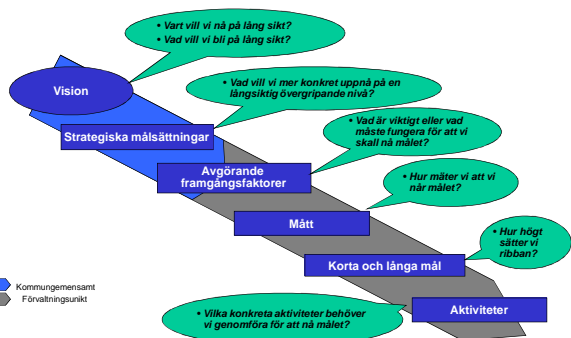 • Vart vill vi nå på lång sikt?
• Vad vill vi bli på lång sikt?
Vision
• Vad vill vi mer konkret uppnå på en
långsiktig övergripande nivå?
Strategiska målsättningar
• Vad är viktigt eller vad
måste fungera för att vi
skall nå målet?
Avgörande
framgångsfaktorer
• Hur mäter vi att vi
når målet?
Mått
• Hur högt
sätter vi
ribban?
Korta och långa mål
Kommungemensamt
Förvaltningsunikt
• Vilka konkreta aktiviteter behöver
vi genomföra för att nå målet?
Aktiviteter